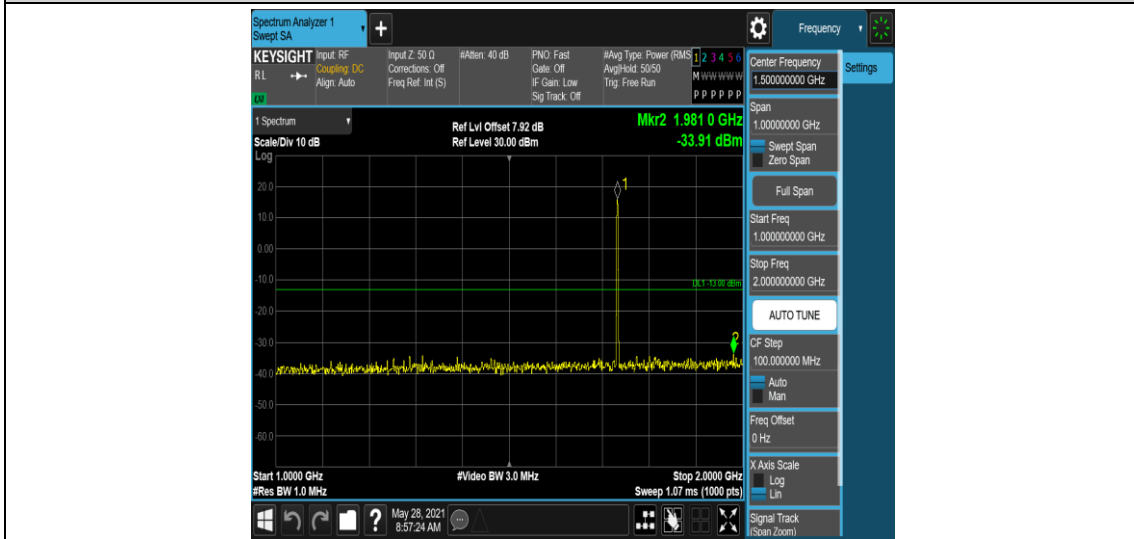 Spectrum Analyzer 1
Swept SA
Frequency
KEYSIGHT
RL
LXI
Input: RF
Coupling: DC
Align: Auto
Input Z: 50 Ω
Corrections: Off
Freq Ref: Int (S)
#Atten: 40 dB
PNO: Fast
Gate: Off
IF Gain: Low
Sig Track: Off
#Avg Type: Power (RMS
Avg|Hold: 50/50
Trig: Free Run
1 2 3 4 5 6
M W W W W W
P P P P P P
1 Spectrum
Scale/Div 10 dB
Log
Ref Lvl Offset 7.92 dB
Ref Level 30.00 dBm
Mkr2 1.981 0 GHz
-33.91 dBm
1
20.0
10.0
0.00
-10.0
DL1 -13.00 dBm
-20.0
-30.0
2
-40.0
-50.0
-60.0
Start 1.0000 GHz
#Res BW 1.0 MHz
#Video BW 3.0 MHz
Stop 2.0000 GHz
Sweep 1.07 ms (1000 pts)
?
May 28, 2021
8:57:24 AM
Center Frequency
1.500000000 GHz
Settings
Span
1.00000000 GHz
Swept Span
Zero Span
Full Span
Start Freq
1.000000000 GHz
Stop Freq
2.000000000 GHz
AUTO TUNE
CF Step
100.000000 MHz
Auto
Man
Freq Offset
0 Hz
X Axis Scale
Log
Lin
Signal Track
(Span Zoom)